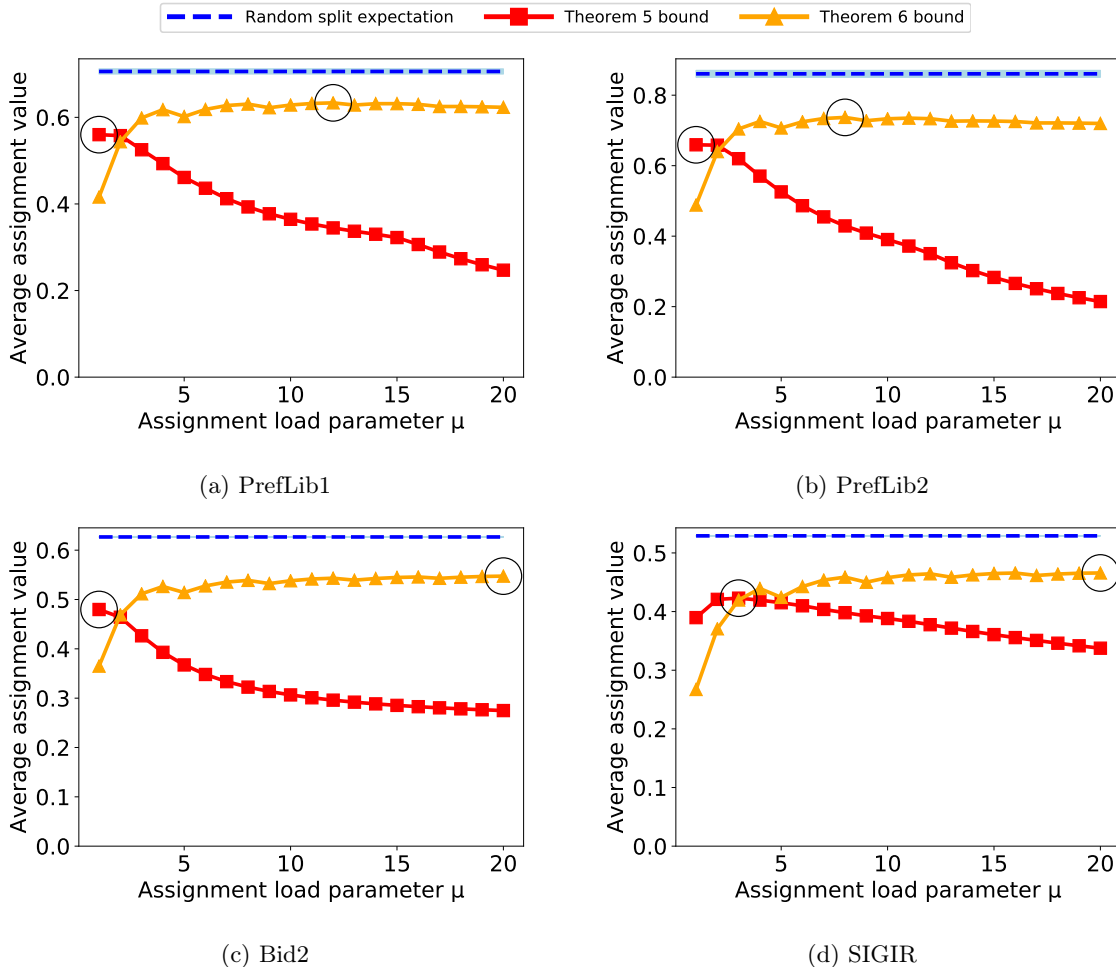 Random split expectation Theorem 5 bound Theorem 6 bound
Average assignment value
0.6
0.4
0.2
0.0
5 10 15 20
Assignment load parameter μ
(a) PrefLib1
Average assignment value
0.8
0.6
0.4
0.2
0.0
5 10 15 20
Assignment load parameter μ
(b) PrefLib2
Average assignment value
0.6
0.5
0.4
0.3
0.2
0.1
0.0
5 10 15 20
Assignment load parameter μ
(c) Bid2
Average assignment value
0.5
0.4
0.3
0.2
0.1
0.0
5 10 15 20
Assignment load parameter μ
(d) SIGIR